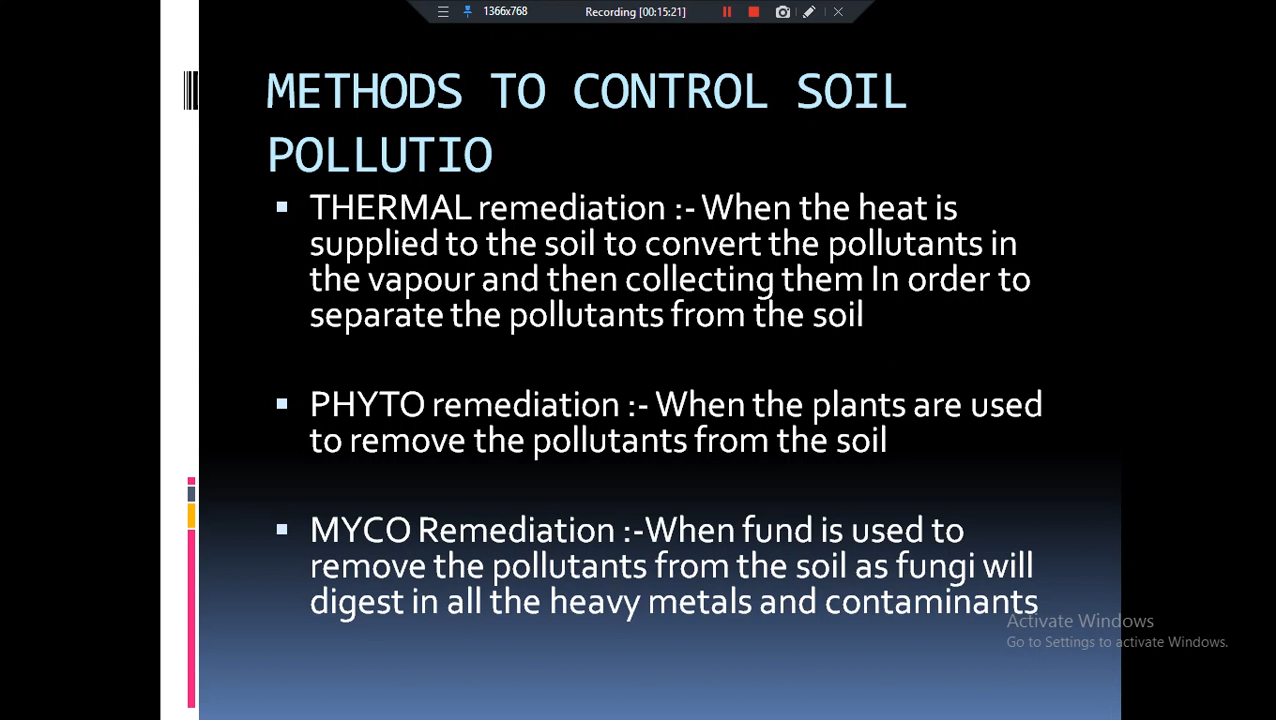 1366x768 Recording [00:15:21]
METHODS TO CONTROL SOIL
POLLUTIO
THERMAL remediation :- When the heat is
supplied to the soil to convert the pollutants in
the vapour and then collecting them In order to
separate the pollutants from the soil
PHYTO remediation :- When the plants are used
to remove the pollutants from the soil
MYCO Remediation :-When fund is used to
remove the pollutants from the soil as fungi will
digest in all the heavy metals and contaminants
Activate Windows
Go to Settings to activate Windows.